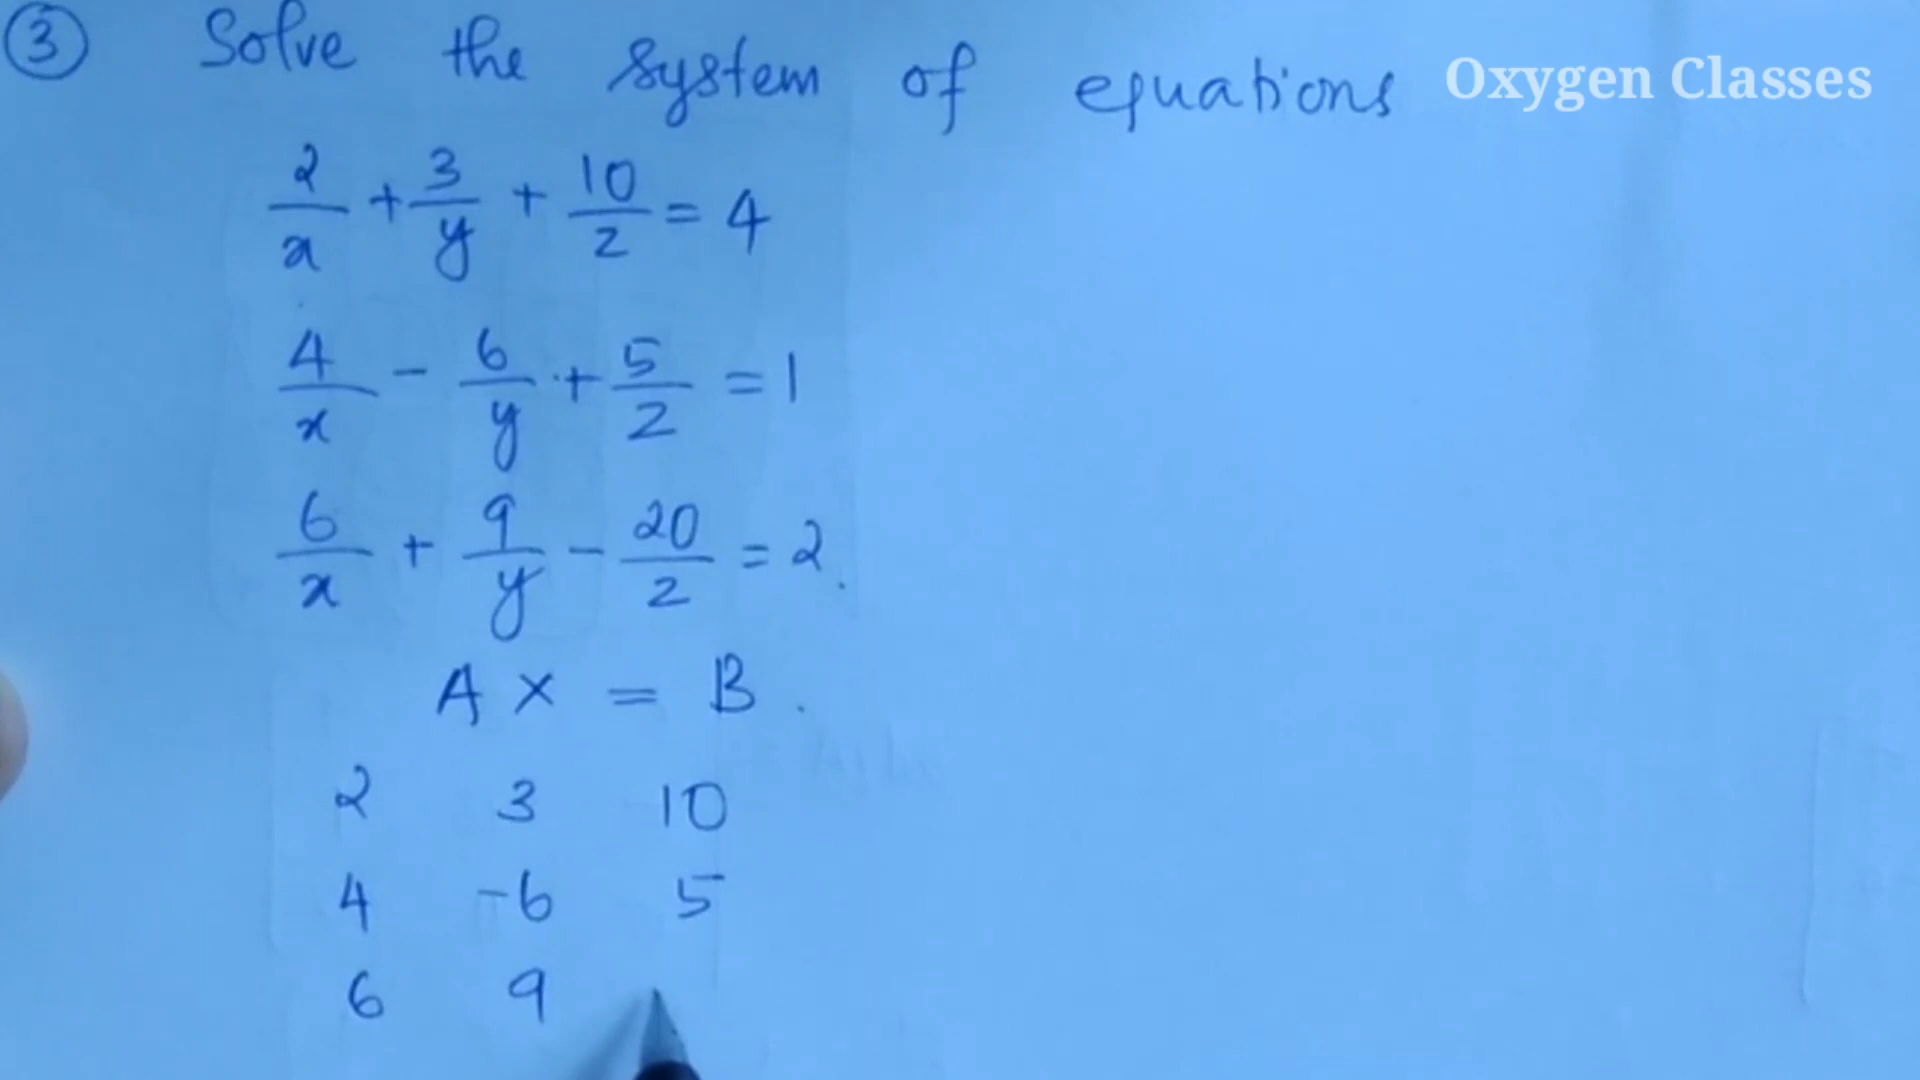 ③ Solve the system of equations
Oxygen Classes
2/x + 3/y + 10/z = 4
4/x - 6/y + 5/z = 1
6/x + 9/y - 20/z = 2.
A X = B.
2 3 10
4 -6 5
6 9